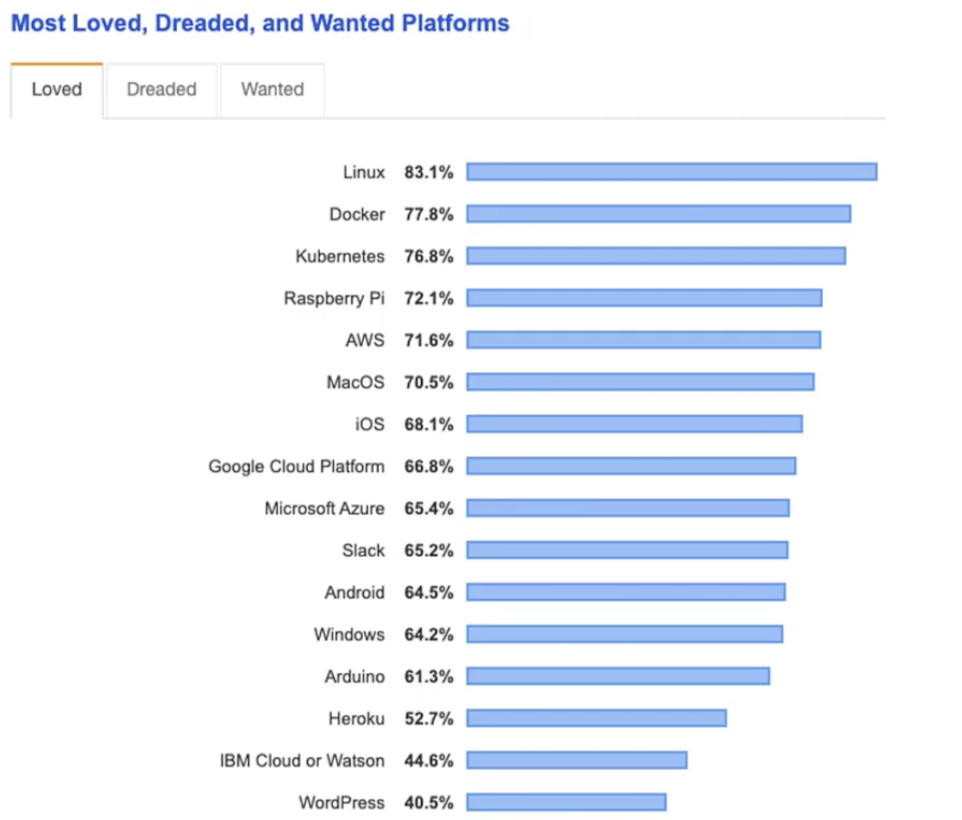 Most Loved, Dreaded, and Wanted Platforms
Loved Dreaded Wanted
Linux 83.1%
Docker 77.8%
Kubernetes 76.8%
Raspberry Pi 72.1%
AWS 71.6%
MacOS 70.5%
iOS 68.1%
Google Cloud Platform 66.8%
Microsoft Azure 65.4%
Slack 65.2%
Android 64.5%
Windows 64.2%
Arduino 61.3%
Heroku 52.7%
IBM Cloud or Watson 44.6%
WordPress 40.5%